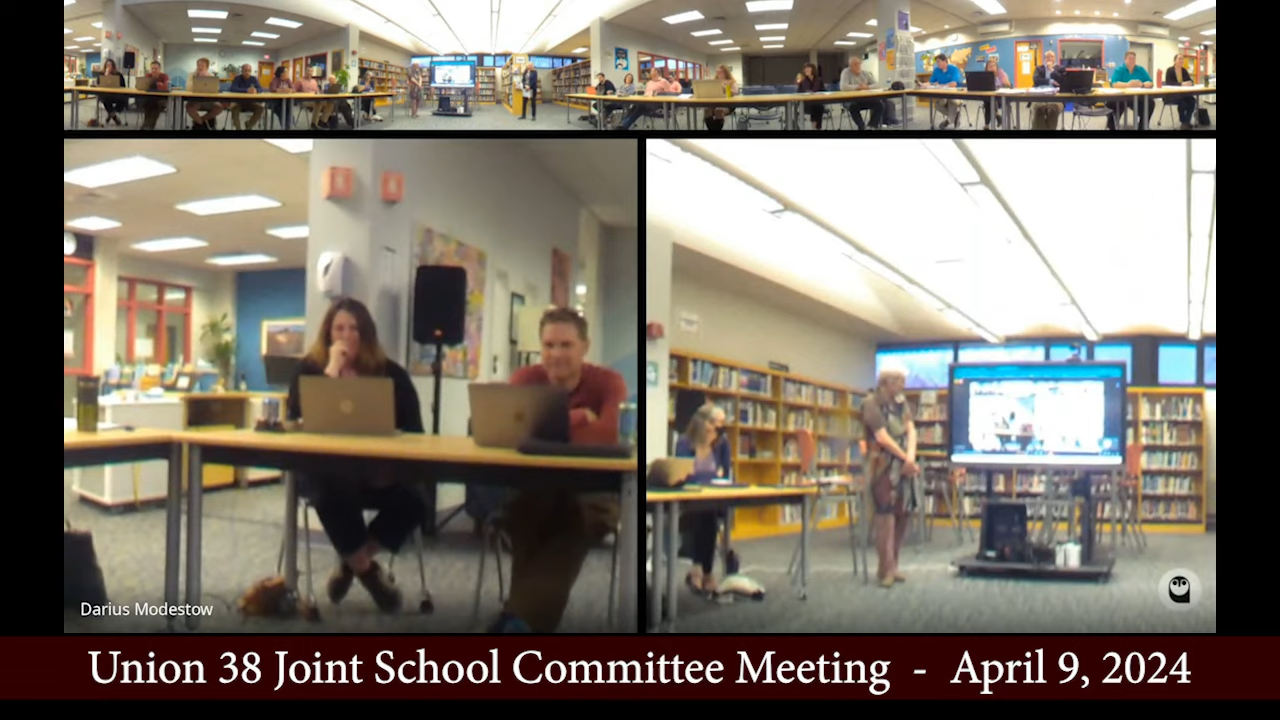 Darius Modestow
Union 38 Joint School Committee Meeting - April 9, 2024